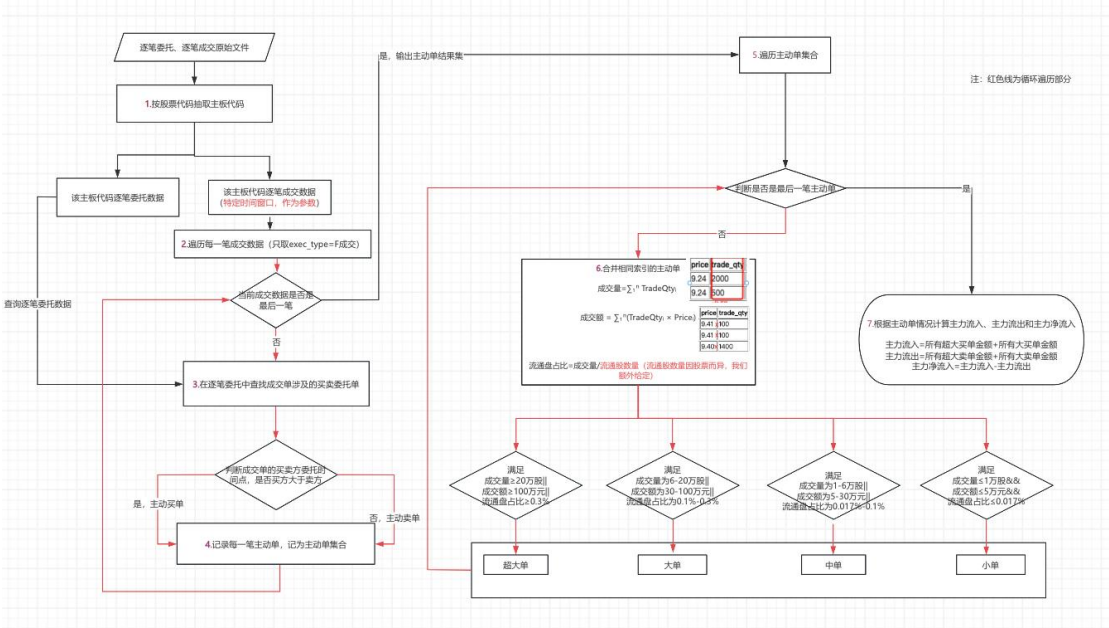 逐笔委托、逐笔成交原始文件
1.按股票代码抽取主板代码
该主板代码逐笔委托数据
该主板代码逐笔成交数据
（特定时间窗口，作为参数）
2.遍历每一笔成交数据（只取exec_type=F成交）
当前成交数据是否是
最后一笔
是，输出主动单结果集
查询逐笔委托数据
否
3.在逐笔委托中查找成交单涉及的买卖委托单
判断成交单的买卖方委托时
间点，是否买方大于卖方
是，主动买单
否，主动卖单
4.记录每一笔主动单，记为主动单集合
5.遍历主动单集合
注：红色线为循环遍历部分
判断是否是最后一笔主动单
是
否
6.合并相同索引的主动单
price trade_qty
9.24 2000
9.24 500
成交量=∑ᵢⁿ TradeQtyᵢ
成交额 = ∑ᵢⁿ(TradeQtyᵢ × Priceᵢ)
price trade_qty
9.41 100
9.41 100
9.40 1400
流通盘占比=成交量/流通股数量（流通股数量因股票而异，我们
额外给定）
7.根据主动单情况计算主力流入、主力流出和主力净流入
主力流入=所有超大买单金额+所有大买单金额
主力流出=所有超大卖单金额+所有大卖单金额
主力净流入=主力流入-主力流出
满足
成交量≥20万股||
成交额≥100万元||
流通盘占比≥0.3%
满足
成交量为6-20万股||
成交额为30-100万元||
流通盘占比为0.1%-0.3%
满足
成交量为1-6万股||
成交额为5-30万元||
流通盘占比为0.017%-0.1%
满足
成交量≤1万股&&
成交额≤5万元&&
流通盘占比≤0.017%
超大单
大单
中单
小单